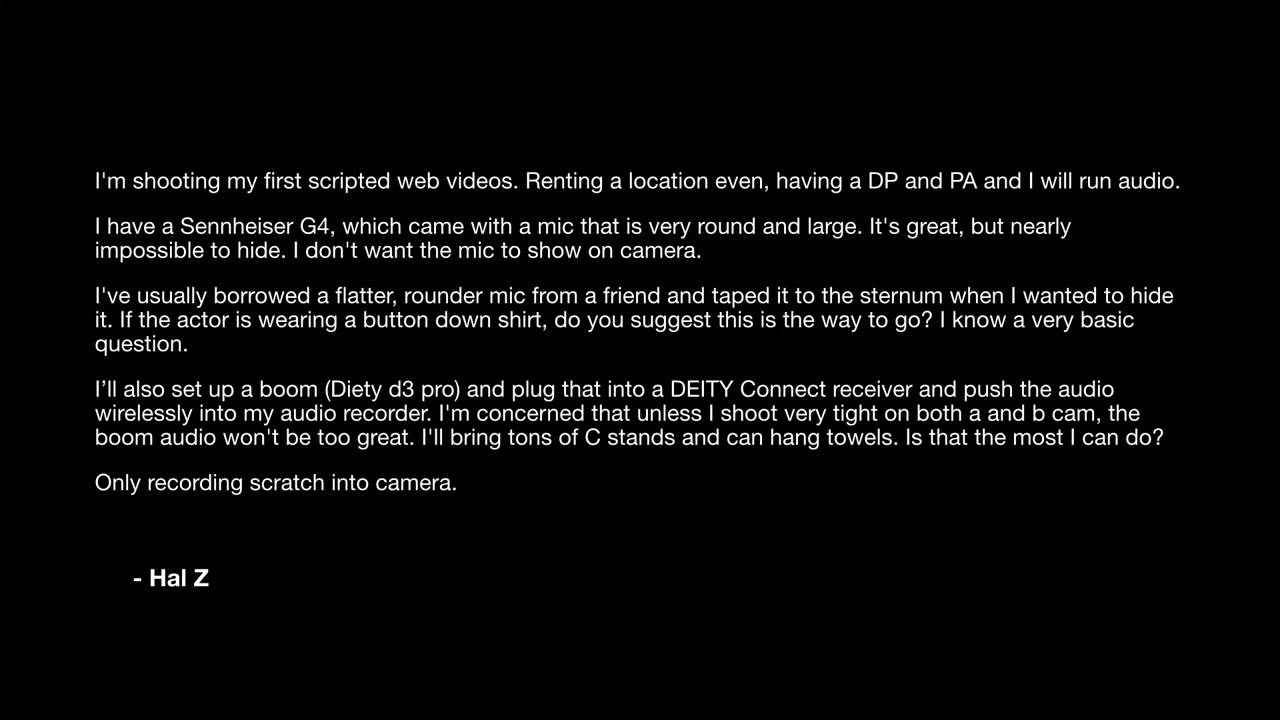 I'm shooting my first scripted web videos. Renting a location even, having a DP and PA and I will run audio.
I have a Sennheiser G4, which came with a mic that is very round and large. It's great, but nearly
impossible to hide. I don't want the mic to show on camera.
I've usually borrowed a flatter, rounder mic from a friend and taped it to the sternum when I wanted to hide
it. If the actor is wearing a button down shirt, do you suggest this is the way to go? I know a very basic
question.
I’ll also set up a boom (Diety d3 pro) and plug that into a DEITY Connect receiver and push the audio
wirelessly into my audio recorder. I'm concerned that unless I shoot very tight on both a and b cam, the
boom audio won't be too great. I'll bring tons of C stands and can hang towels. Is that the most I can do?
Only recording scratch into camera.
- Hal Z